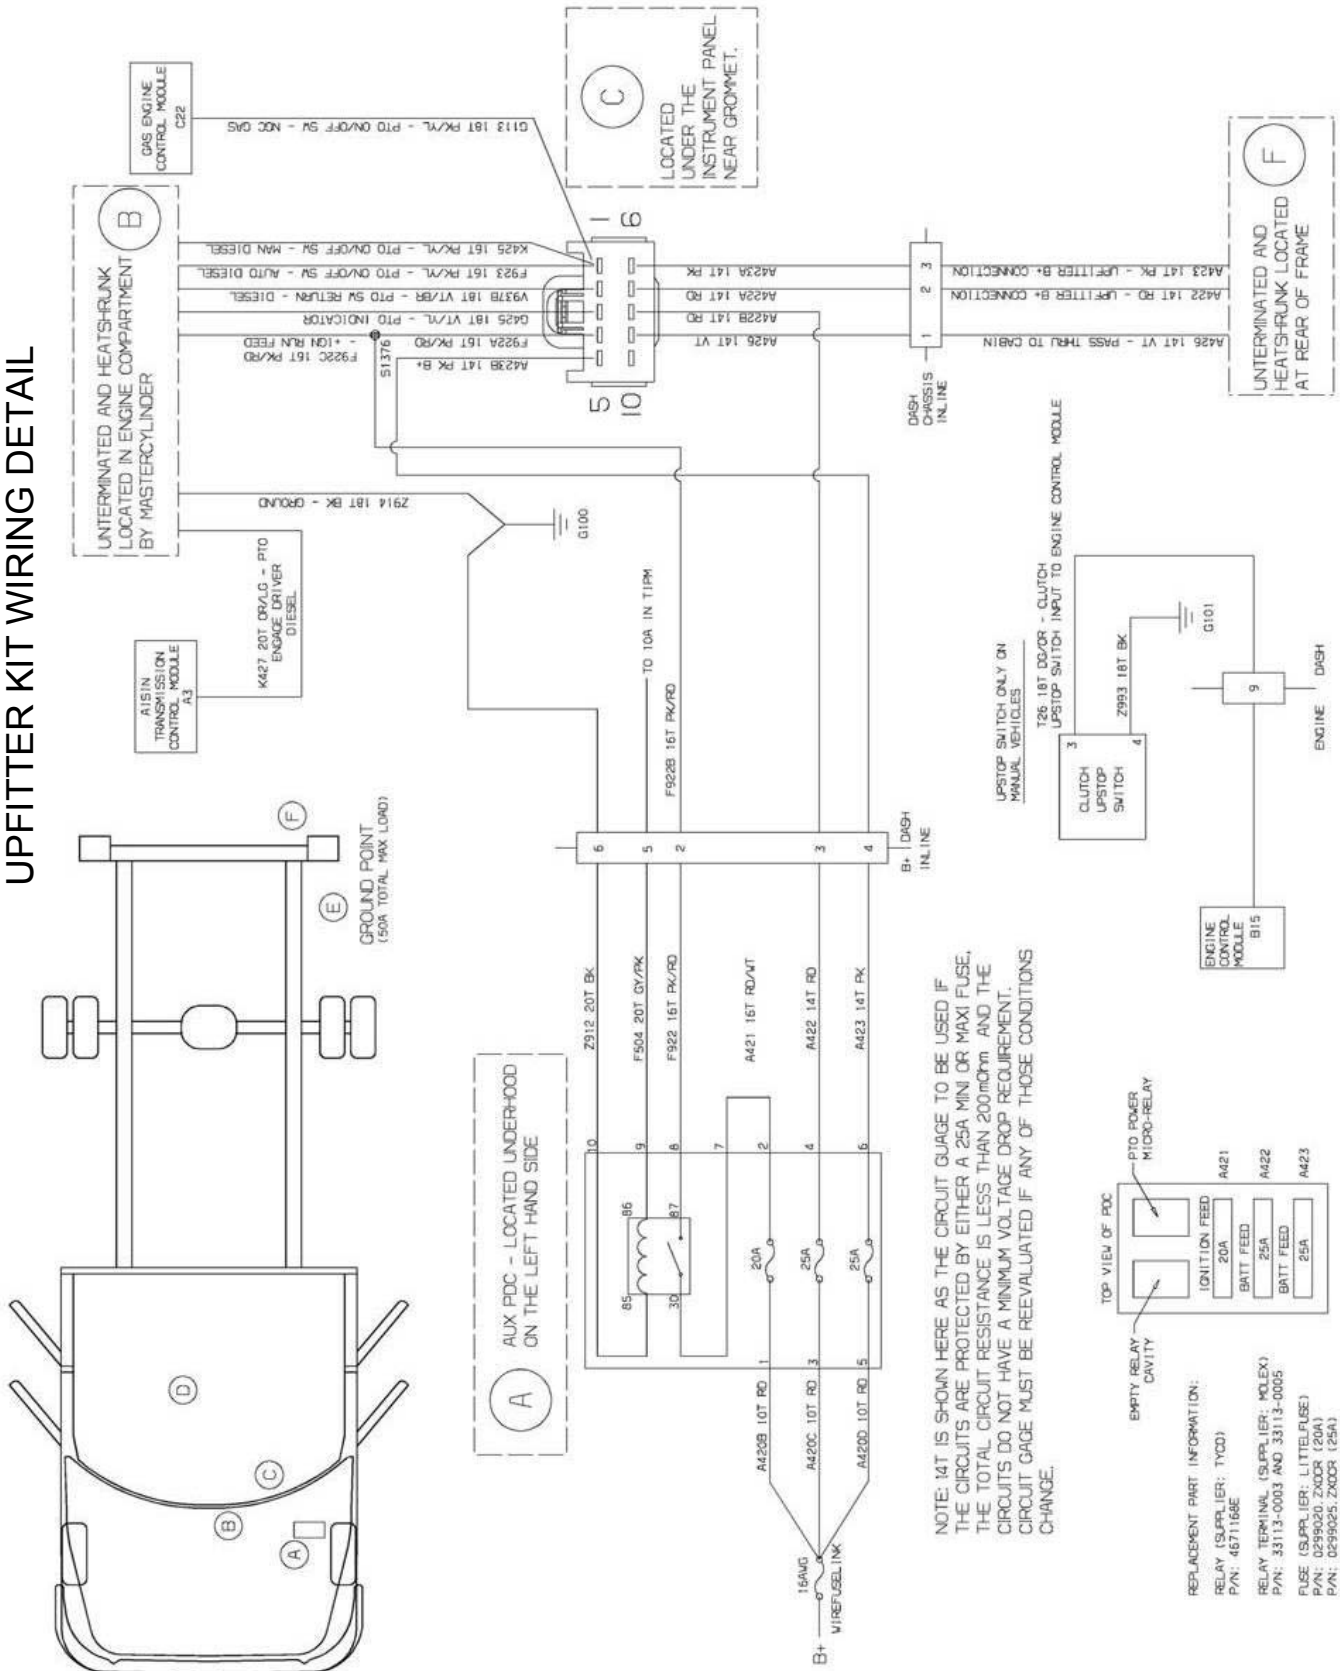 UPFITTER KIT WIRING DETAIL
A
B
C
D
E
F
GROUND POINT
(50A TOTAL MAX LOAD)
AISIN
TRANSMISSION
CONTROL MODULE
A3
K427 20T OR/LG - PTO
ENGAGE DRIVER
DIESEL
UNTERMINATED AND HEATSHRUNK
LOCATED IN ENGINE COMPARTMENT
BY MASTERCYLINDER
B
GAS ENGINE
CONTROL MODULE
C22
G113 18T PK/YL - PTO ON/OFF SW - NGC GAS
K425 16T PK/YL - PTO ON/OFF SW - MAN DIESEL
F923 16T PK/YL - PTO ON/OFF SW - AUTO DIESEL
V937B 18T VT/BR - PTO SW RETURN - DIESEL
G425 18T VT/YL - PTO INDICATOR
F922C 16T PK/RD
F922A 16T PK/RD
- +IGN RUN FEED
S1376
A423B 14T PK B+
Z914 18T BK - GROUND
G100
A
AUX PDC - LOCATED UNDERHOOD
ON THE LEFT HAND SIDE
Z912 20T BK
F504 20T GY/PK
F922 16T PK/RD
A421 16T RD/WT
A422 14T RD
A423 14T PK
TO 10A IN TIPM
F922B 16T PK/RD
10
9
8
7
2
4
6
85
86
30
87
20A
25A
25A
1
3
5
A420B 10T RD
A420C 10T RD
A420D 10T RD
B+
16AWG
WIREFUSELINK
6
5
2
3
4
B+ DASH
INLINE
1
6
5
10
C
LOCATED
UNDER THE
INSTRUMENT PANEL
NEAR GROMMET.
A423A 14T PK
A422A 14T RD
A422B 14T RD
A426 14T VT
3
2
1
DASH
CHASSIS
INLINE
A423 14T PK - UPFITTER B+ CONNECTION
A422 14T RD - UPFITTER B+ CONNECTION
A426 14T VT - PASS THRU TO CABIN
F
UNTERMINATED AND
HEATSHRUNK LOCATED
AT REAR OF FRAME
UPSTOP SWITCH ONLY ON
MANUAL VEHICLES
T26 18T DG/OR - CLUTCH
UPSTOP SWITCH INPUT TO ENGINE CONTROL MODULE
CLUTCH
UPSTOP
SWITCH
3
4
Z993 18T BK
G101
9
ENGINE
DASH
ENGINE
CONTROL
MODULE
B15
NOTE: 14T IS SHOWN HERE AS THE CIRCUIT GUAGE TO BE USED IF
THE CIRCUITS ARE PROTECTED BY EITHER A 25A MINI OR MAXI FUSE,
THE TOTAL CIRCUIT RESISTANCE IS LESS THAN 200mOhm AND THE
CIRCUITS DO NOT HAVE A MINIMUM VOLTAGE DROP REQUIREMENT.
CIRCUIT GAGE MUST BE REEVALUATED IF ANY OF THOSE CONDITIONS
CHANGE.
TOP VIEW OF PDC
EMPTY RELAY
CAVITY
PTO POWER
MICRO-RELAY
IGNITION FEED
20A
A421
BATT FEED
25A
A422
BATT FEED
25A
A423
REPLACEMENT PART INFORMATION:
RELAY (SUPPLIER: TYCO)
P/N: 4671168E
RELAY TERMINAL (SUPPLIER: MOLEX)
P/N: 33113-0003 AND 33113-0005
FUSE (SUPPLIER: LITTELFUSE)
P/N: 0299020.ZXOCR (20A)
P/N: 0299025.ZXOCR (25A)